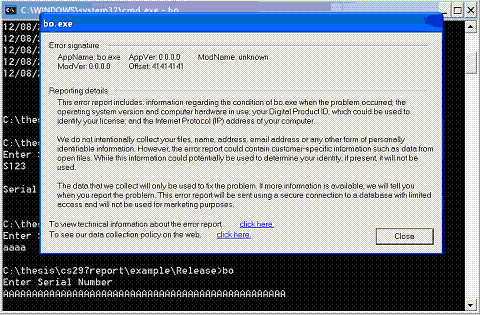 C:\WINDOWS\system32\cmd.exe - bo
bo.exe
12/08/2
12/08/2
12/08/2
12/08/2
12/08/2
Error signature
AppName: bo.exe AppVer: 0.0.0.0 ModName: unknown
ModVer: 0.0.0.0 Offset: 41414141
Reporting details
This error report includes: information regarding the condition of bo.exe when the problem occurred; the
operating system version and computer hardware in use; your Digital Product ID, which could be used to
identify your license; and the Internet Protocol (IP) address of your computer.
We do not intentionally collect your files, name, address, email address or any other form of personally
identifiable information. However, the error report could contain customer-specific information such as data from
open files. While this information could potentially be used to determine your identity, if present, it will not be
used.
The data that we collect will only be used to fix the problem. If more information is available, we will tell you
when you report the problem. This error report will be sent using a secure connection to a database with limited
access and will not be used for marketing purposes.
To view technical information about the error report, click here.
To see our data collection policy on the web, click here.
Close
C:\the
C:\thes
Enter S
S123
Serial
C:\thes
Enter S
aaaa
C:\thesis\cs297report\example\Release>bo
Enter Serial Number